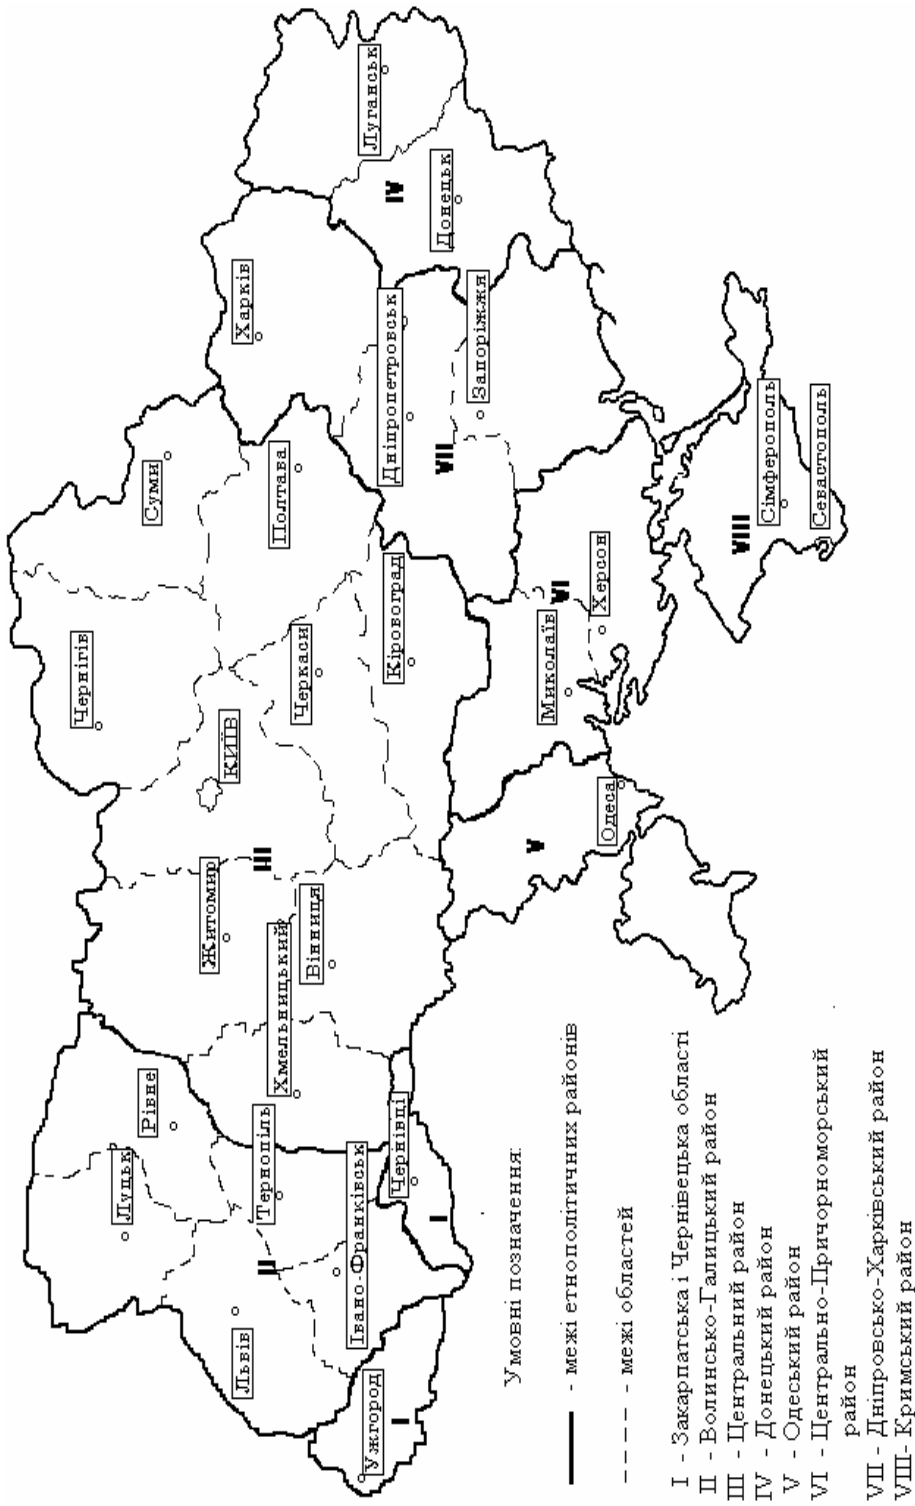 Луганськ
Харків
IV
Донецьк
Суми
Полтава
Дніпропетровськ
Запоріжжя
VII
Чернігів
КИЇВ
Черкаси
Кіровоград
VI
Миколаїв
Херсон
VIII
Сімферополь
Севастополь
Житомир
III
Хмельницький
Вінниця
V
Одеса
Рівне
Луцьк
Тернопіль
Львів
II
Івано-Франківськ
Чернівці
I
Ужгород
I
Умовні позначення:
- межі етнополітичних районів
- межі областей
I - Закарпатська і Чернівецька області
II - Волинсько-Галицький район
III - Центральний район
IV - Донецький район
V - Одеський район
VI - Центрально-Причорноморський
район
VII - Дніпровсько-Харківський район
VIII- Кримський район